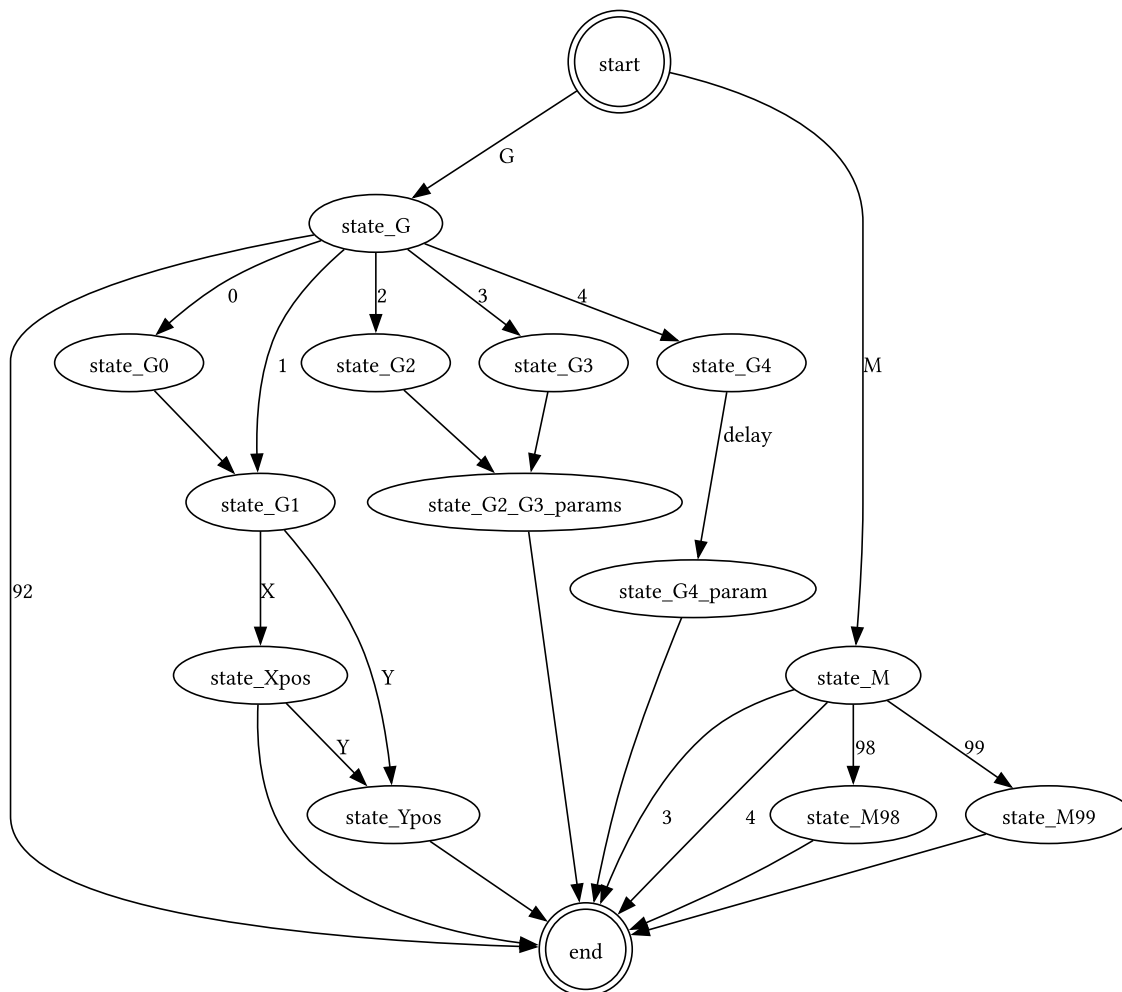 start
G
state_G
0
2
3
4
state_G0
1
state_G2
state_G3
state_G4
M
delay
state_G1
state_G2_G3_params
92
X
state_G4_param
state_Xpos
Y
state_M
Y
98
99
state_Ypos
3
4
state_M98
state_M99
end